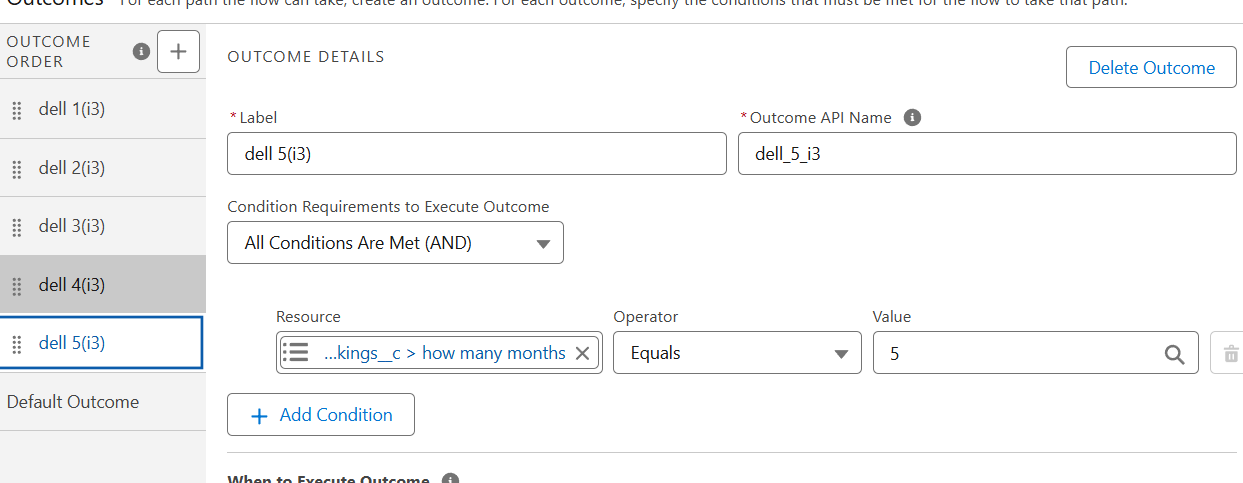 Outcomes For each path the flow can take, create an outcome. For each outcome, specify the conditions that must be met for the flow to take that path.
OUTCOME
ORDER
dell 1(i3)
dell 2(i3)
dell 3(i3)
dell 4(i3)
dell 5(i3)
Default Outcome
OUTCOME DETAILS
Delete Outcome
* Label
dell 5(i3)
* Outcome API Name
dell_5_i3
Condition Requirements to Execute Outcome
All Conditions Are Met (AND)
Resource Operator Value
...kings__c > how many months Equals 5
+ Add Condition
When to Execute Outcome